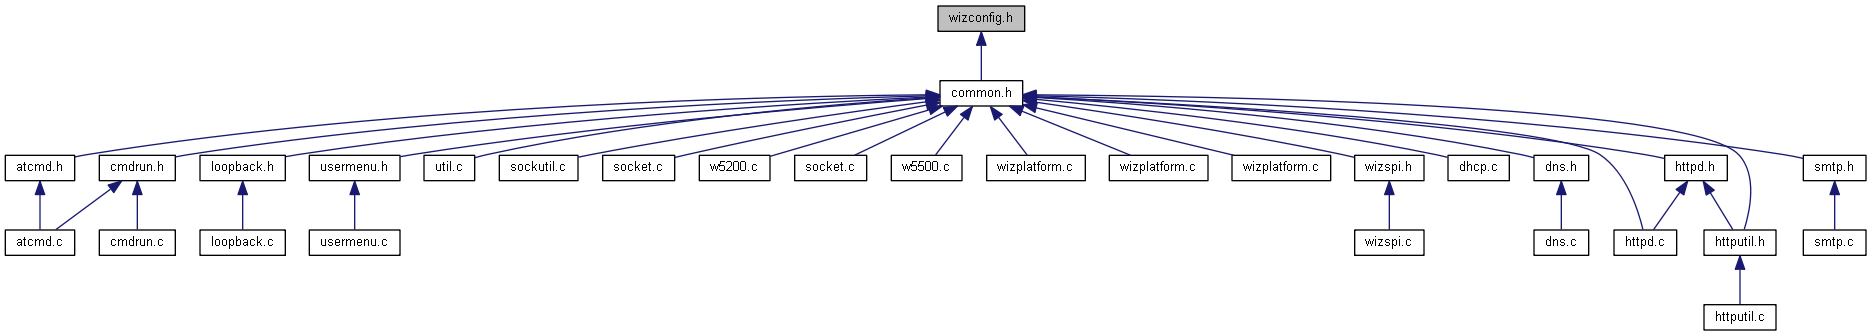 wizconfig.h
common.h
atcmd.h
cmdrun.h
loopback.h
usermenu.h
util.c
sockutil.c
socket.c
w5200.c
socket.c
w5500.c
wizplatform.c
wizplatform.c
wizplatform.c
wizspi.h
dhcp.c
dns.h
httpd.h
smtp.h
atcmd.c
cmdrun.c
loopback.c
usermenu.c
wizspi.c
dns.c
httpd.c
httputil.h
smtp.c
httputil.c